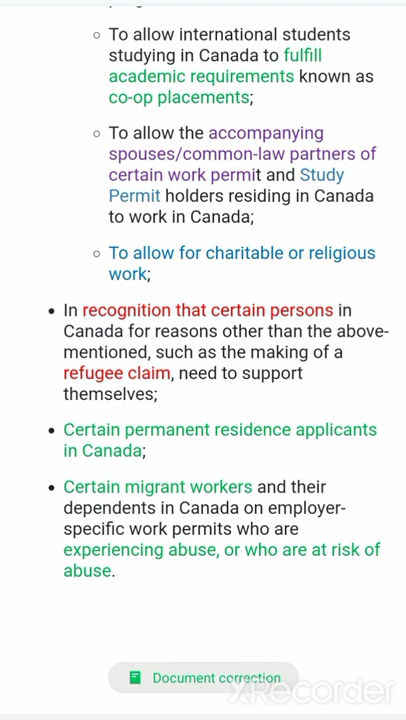 To allow international students
studying in Canada to fulfill
academic requirements known as
co-op placements;
To allow the accompanying
spouses/common-law partners of
certain work permit and Study
Permit holders residing in Canada
to work in Canada;
To allow for charitable or religious
work;
In recognition that certain persons in
Canada for reasons other than the above-
mentioned, such as the making of a
refugee claim, need to support
themselves;
Certain permanent residence applicants
in Canada;
Certain migrant workers and their
dependents in Canada on employer-
specific work permits who are
experiencing abuse, or who are at risk of
abuse.
Document correction
XRecorder